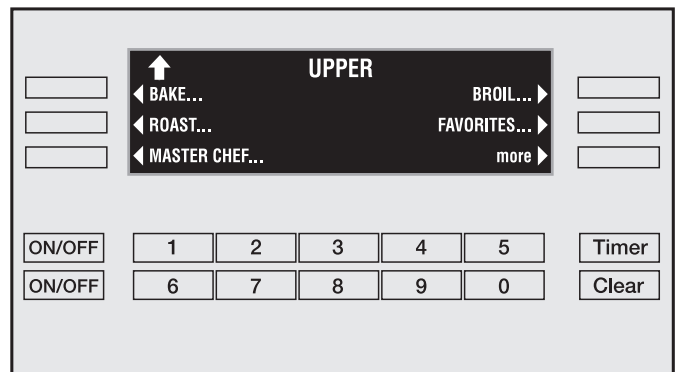 UPPER
BAKE... BROIL...
ROAST... FAVORITES...
MASTER CHEF... more
ON/OFF 1 2 3 4 5 Timer
ON/OFF 6 7 8 9 0 Clear